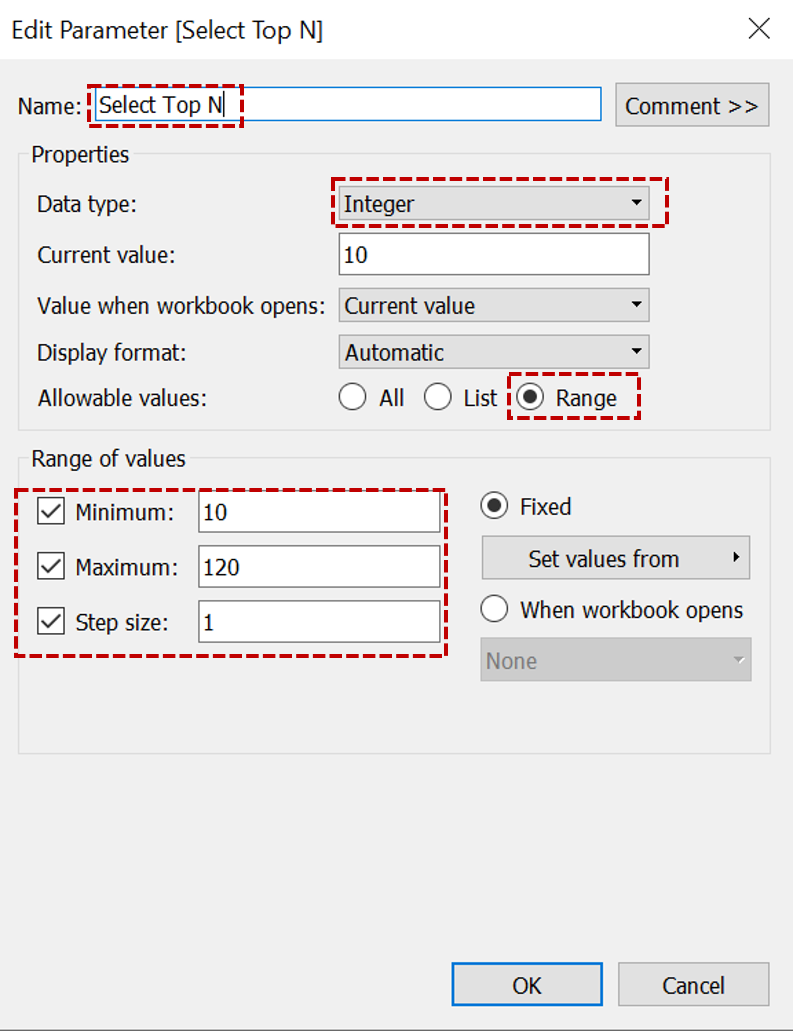 Edit Parameter [Select Top N]
Name: Select Top N Comment >>
Properties
Data type: Integer
Current value: 10
Value when workbook opens: Current value
Display format: Automatic
Allowable values: All List Range
Range of values
Minimum: 10 Fixed
Maximum: 120 Set values from
Step size: 1 When workbook opens
None
OK Cancel